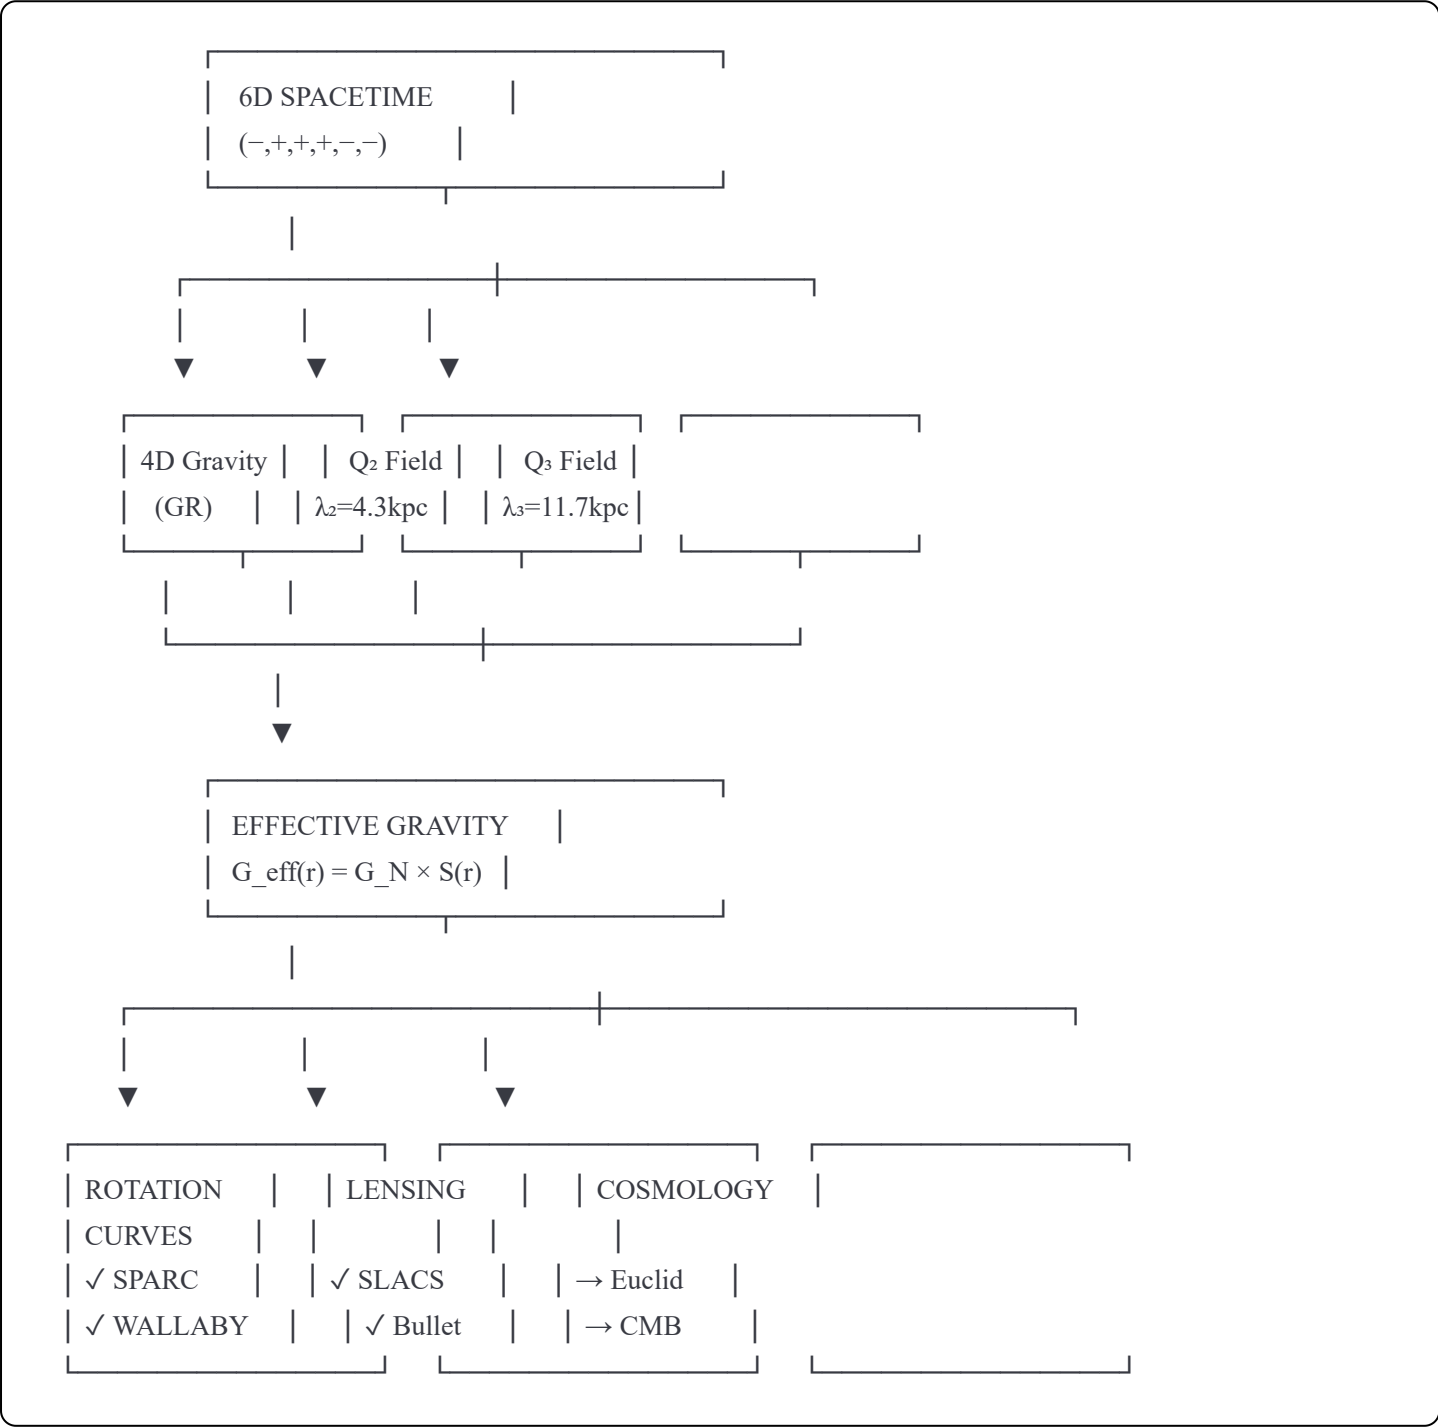 6D SPACETIME
(−,+,+,+,−,−)
4D Gravity Q₂ Field Q₃ Field
(GR) λ₂=4.3kpc λ₃=11.7kpc
EFFECTIVE GRAVITY
G_eff(r) = G_N × S(r)
ROTATION LENSING COSMOLOGY
CURVES
✓ SPARC ✓ SLACS → Euclid
✓ WALLABY ✓ Bullet → CMB